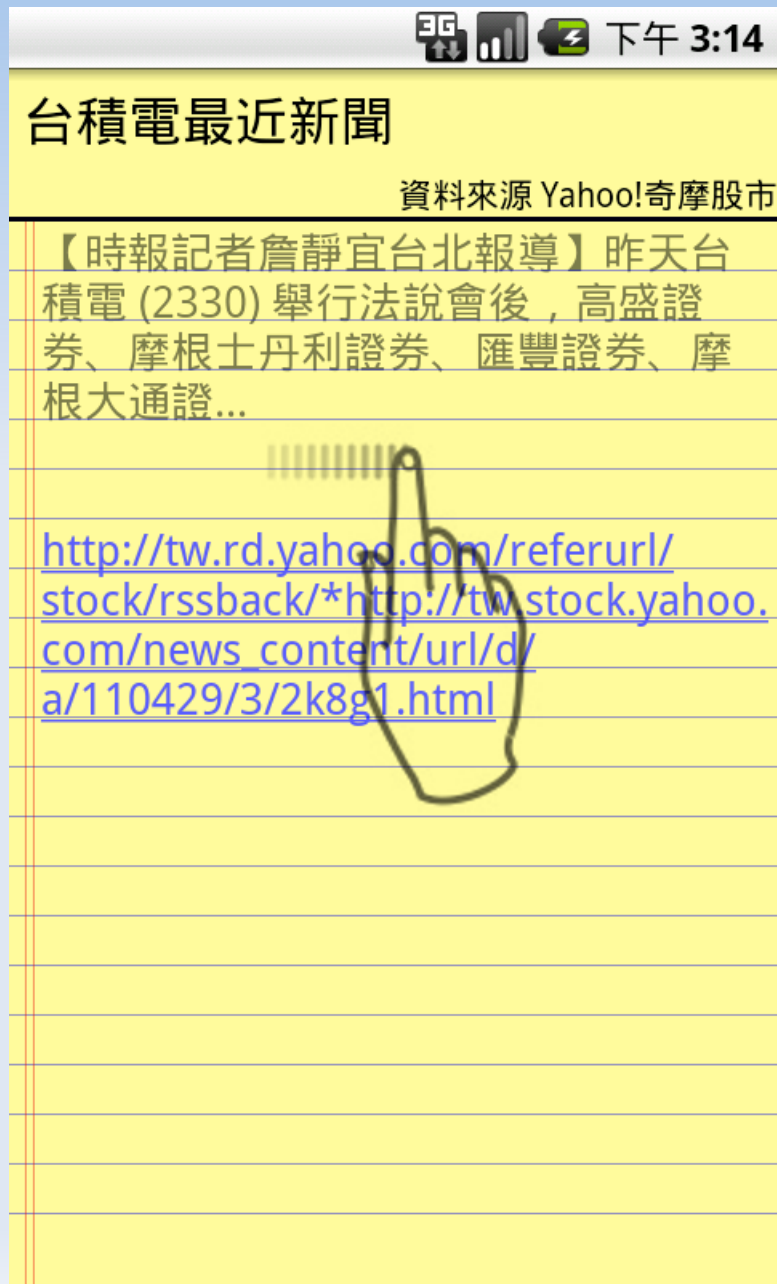 3G 下午 3:14
台積電最近新聞
資料來源 Yahoo!奇摩股市
【時報記者詹靜宜台北報導】昨天台
積電 (2330) 舉行法說會後，高盛證
券、摩根士丹利證券、匯豐證券、摩
根大通證...
http://tw.rd.yahoo.com/referurl/
stock/rssback/*http://tw.stock.yahoo.
com/news_content/url/d/
a/110429/3/2k8g1.html